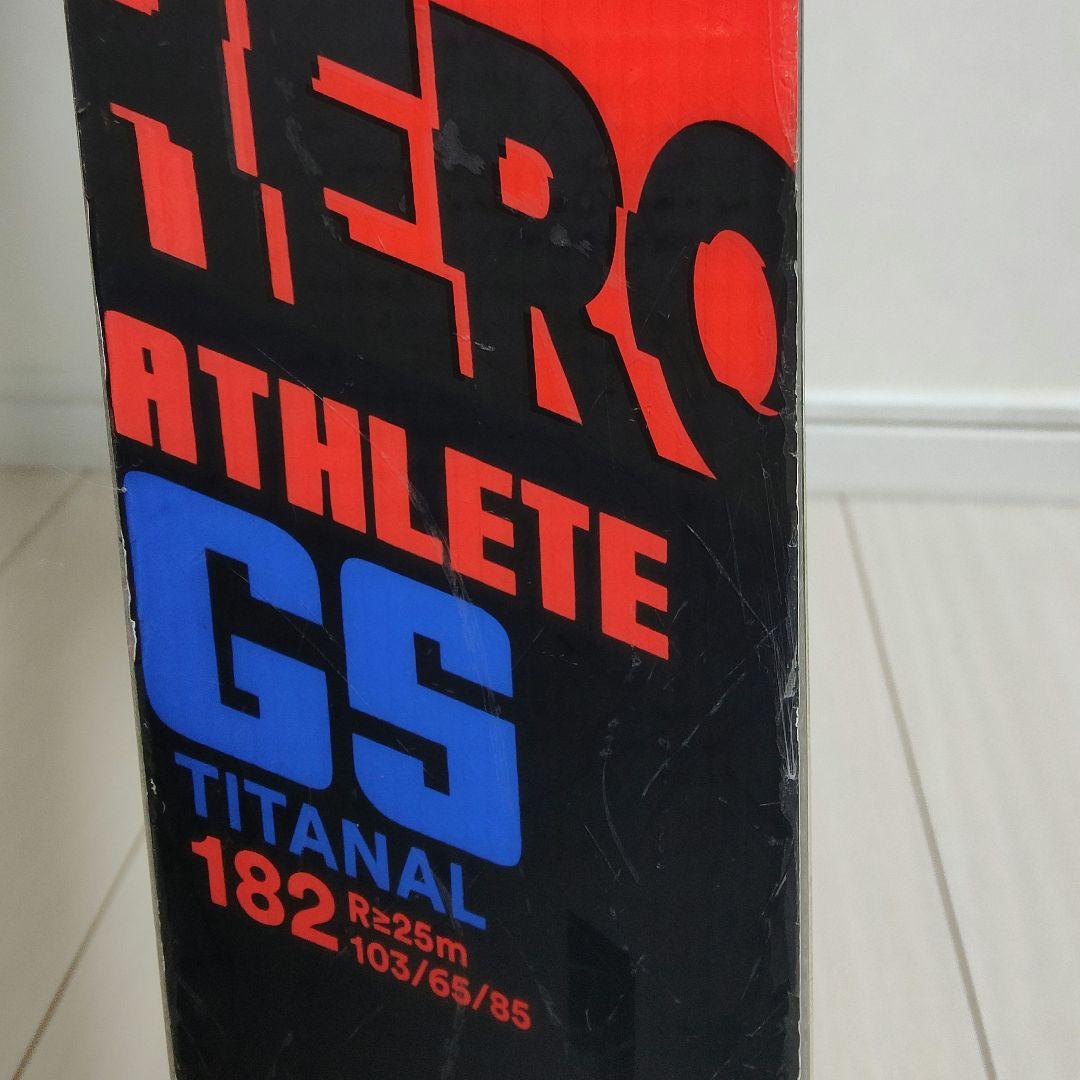 HERO
ATHLETE
GS
TITANAL
182 R≥25m
103/65/85